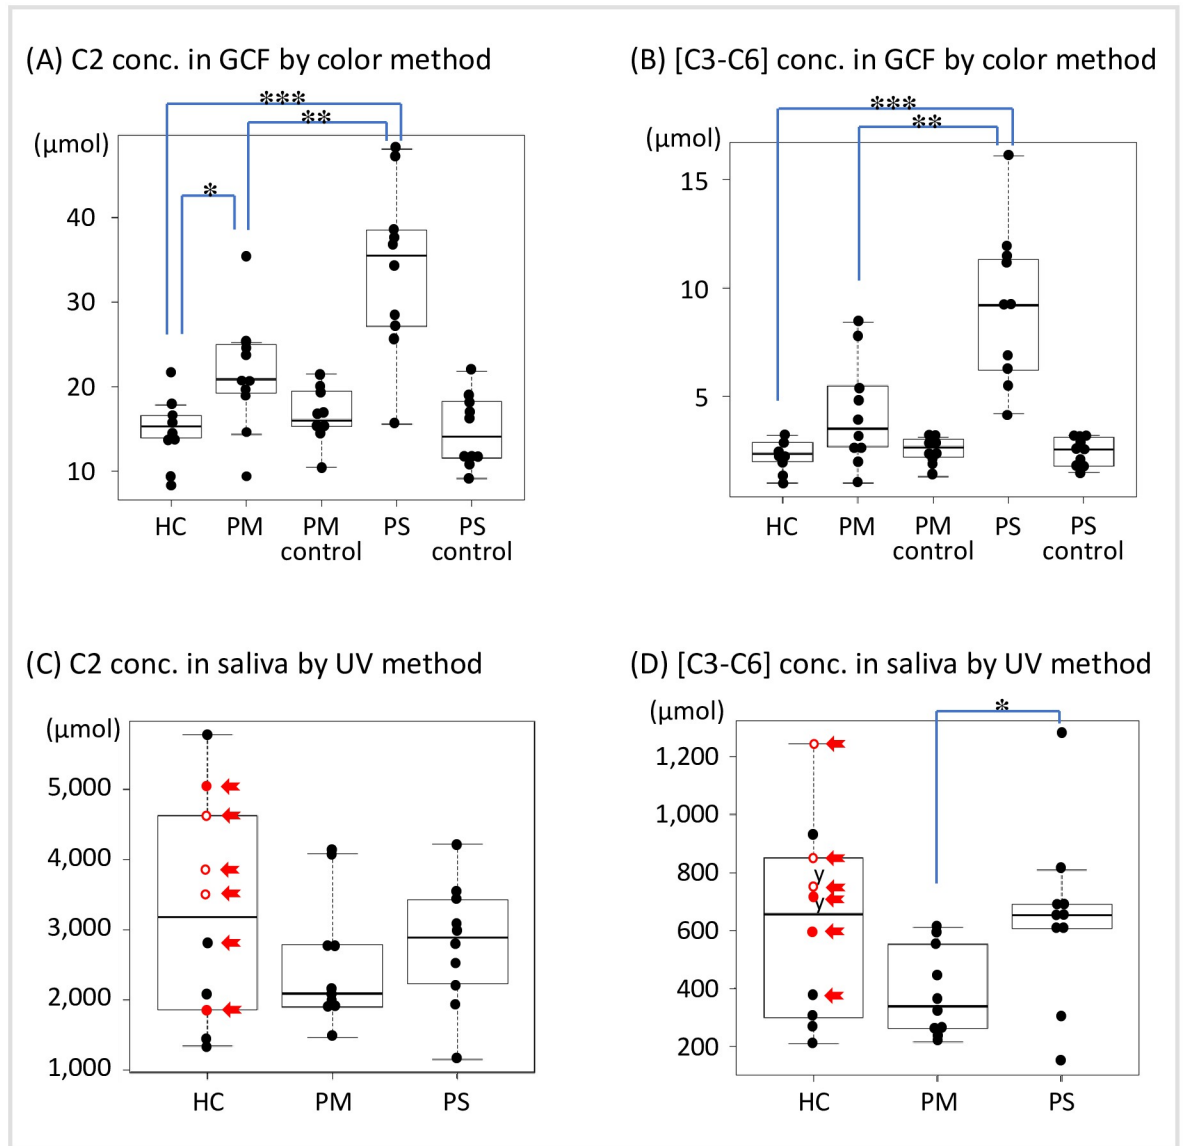 (A) C2 conc. in GCF by color method
(μmol)
***
**
*
40
30
20
10
HC PM PM control PS PS control
(B) [C3-C6] conc. in GCF by color method
(μmol)
***
**
15
10
5
HC PM PM control PS PS control
(C) C2 conc. in saliva by UV method
(μmol)
5,000
4,000
3,000
2,000
1,000
HC PM PS
(D) [C3-C6] conc. in saliva by UV method
(μmol)
*
1,200
1,000
800
600
400
200
y
y
HC PM PS